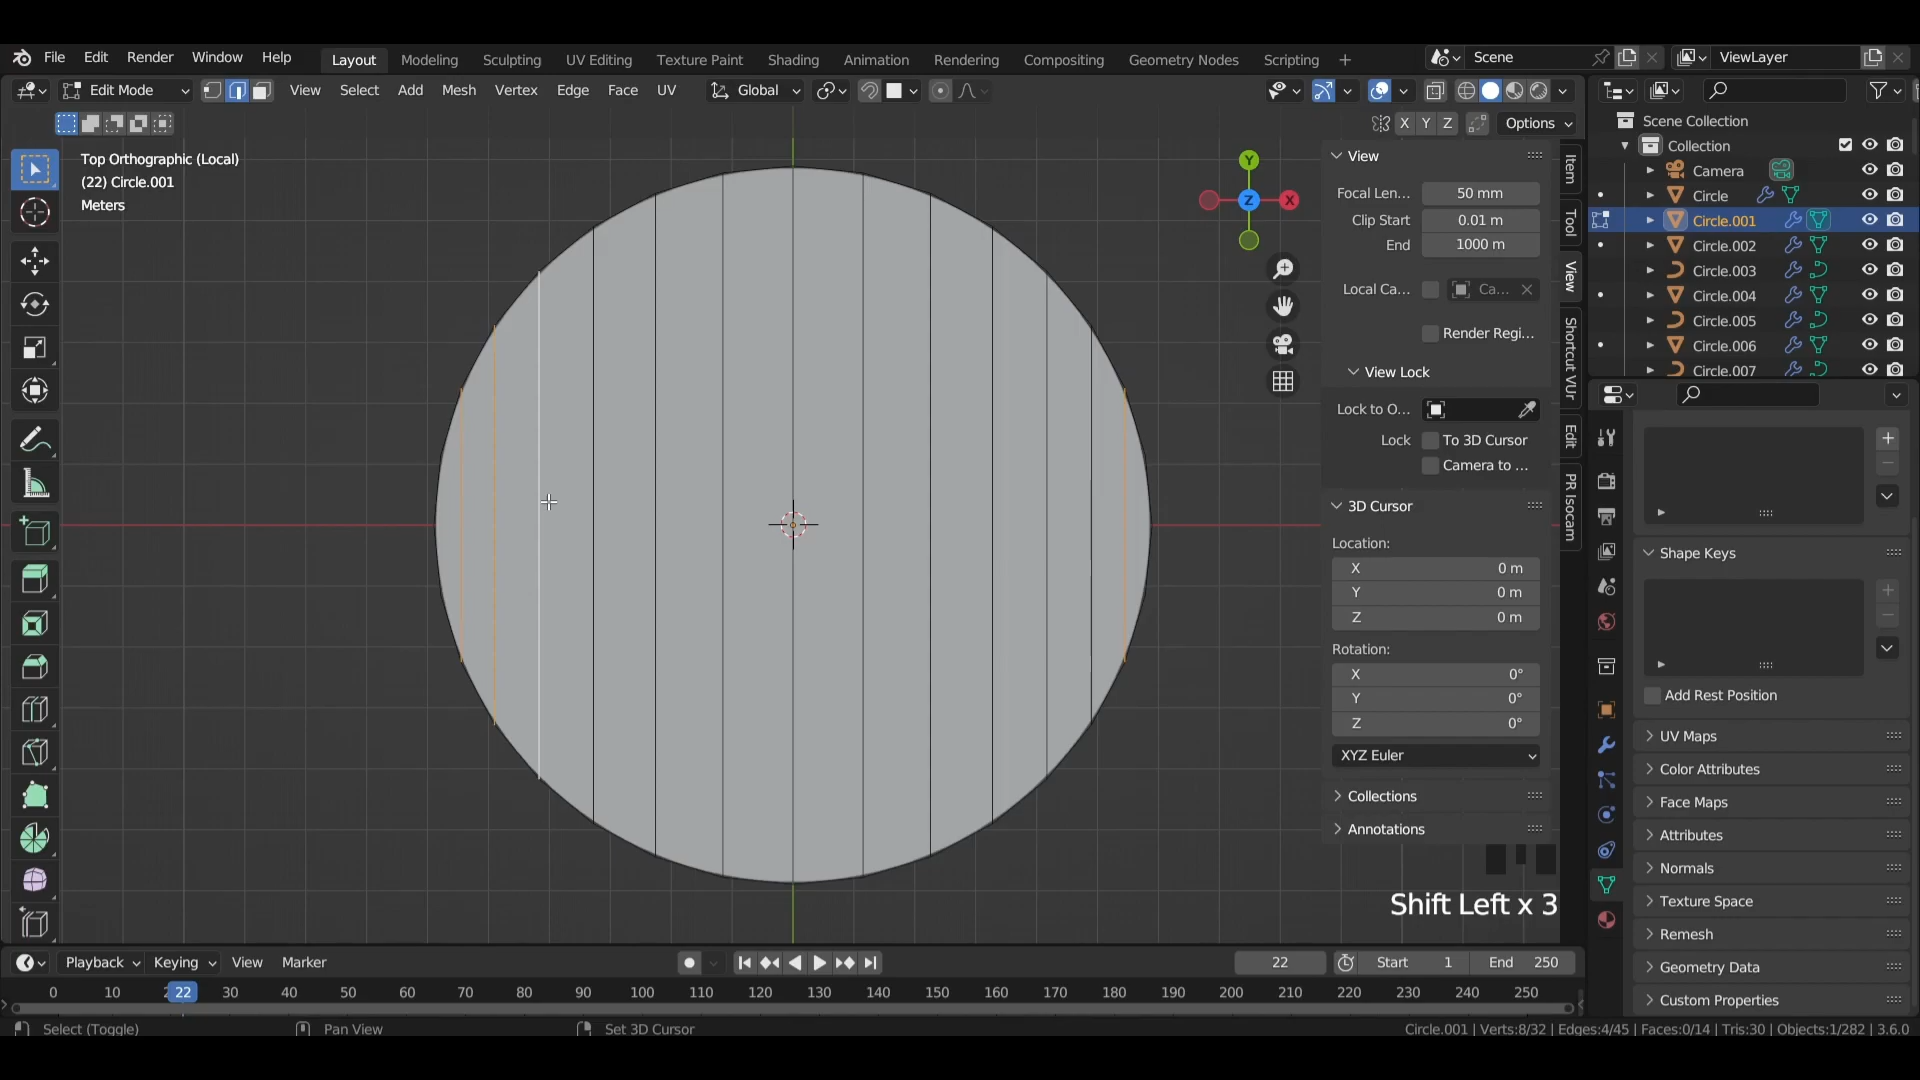 File Edit Render Window Help Layout Modeling Sculpting UV Editing Texture Paint Shading Animation Rendering Compositing Geometry Nodes Scripting + Scene ViewLayer
Edit Mode View Select Add Mesh Vertex Edge Face UV Global
X Y Z Options
Top Orthographic (Local)
(22) Circle.001
Meters
Y
Z
X
View
Focal Len... 50 mm
Clip Start 0.01 m
End 1000 m
Local Ca... Ca...
Render Regi...
View Lock
Lock to O...
Lock To 3D Cursor
Camera to ...
3D Cursor
Location:
X 0 m
Y 0 m
Z 0 m
Rotation:
X 0°
Y 0°
Z 0°
XYZ Euler
Collections
Annotations
Item
Tool
View
Shortcut VUr
Edit
PR Isocam
Scene Collection
Collection
Camera
Circle
Circle.001
Circle.002
Circle.003
Circle.004
Circle.005
Circle.006
Circle.007
Shape Keys
Add Rest Position
UV Maps
Color Attributes
Face Maps
Attributes
Normals
Texture Space
Remesh
Geometry Data
Custom Properties
Shift Left x 3
Playback Keying View Marker 22 Start 1 End 250
0 10 22 30 40 50 60 70 80 90 100 110 120 130 140 150 160 170 180 190 200 210 220 230 240 250
Select (Toggle) Pan View Set 3D Cursor Circle.001 | Verts:8/32 | Edges:4/45 | Faces:0/14 | Tris:30 | Objects:1/282 | 3.6.0